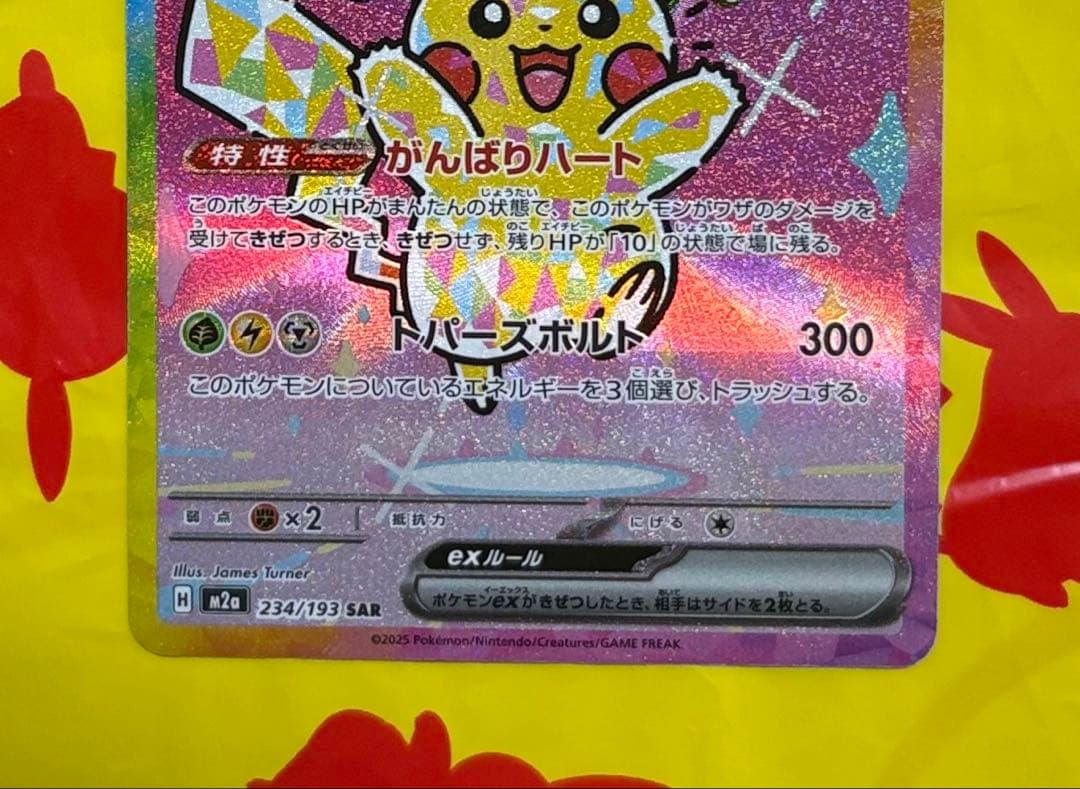 特性 がんばりハート
このポケモンのHPがまんたんの状態で、このポケモンがワザのダメージを
受けてきぜつするとき、きぜつせず、残りHPが「10」の状態で場に残る。
トパーズボルト 300
このポケモンについているエネルギーを3個選び、トラッシュする。
弱点 ×2 抵抗力 にげる
exルール
ポケモンexがきぜつしたとき、相手はサイドを2枚とる。
Illus. James Turner
H M2a 234/193 SAR
©2025 Pokémon/Nintendo/Creatures/GAME FREAK.